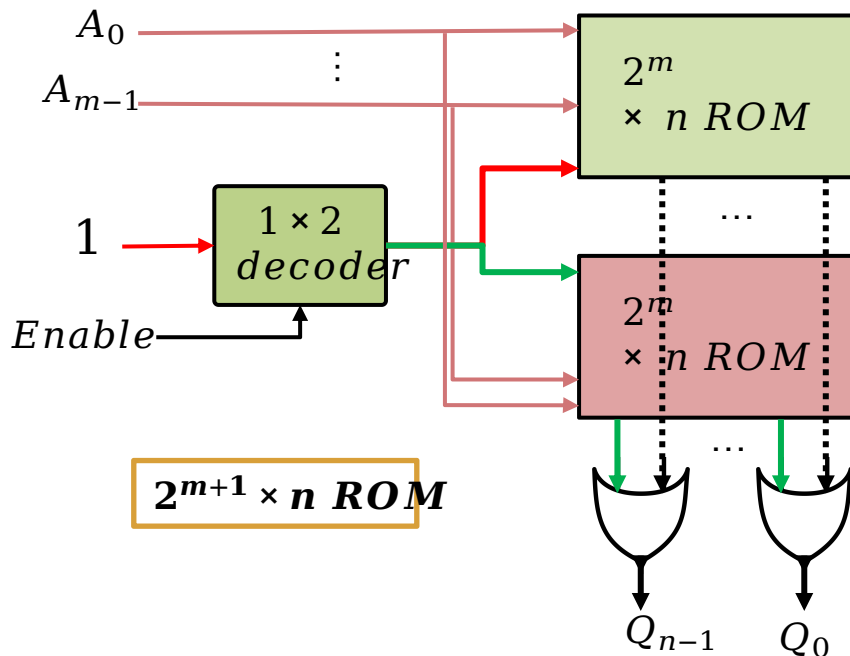 A₀
⋮
Aₘ₋₁
2ᵐ
× n ROM
1
1 × 2
decoder
Enable
...
2ᵐ
× n ROM
...
2ᵐ⁺¹ × n ROM
Qₙ₋₁
Q₀